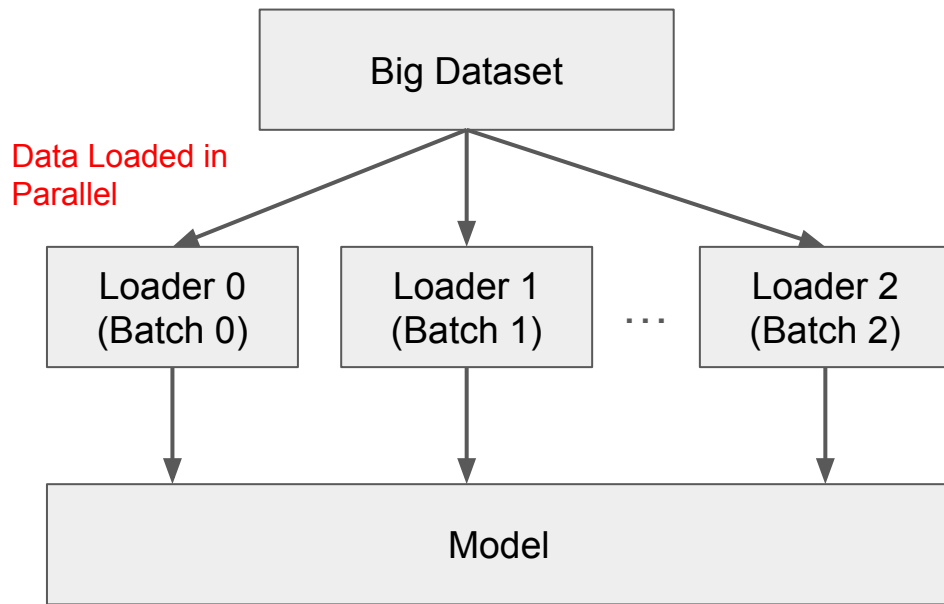 Big Dataset
Data Loaded in
Parallel
Loader 0
(Batch 0)
Loader 1
(Batch 1)
...
Loader 2
(Batch 2)
Model